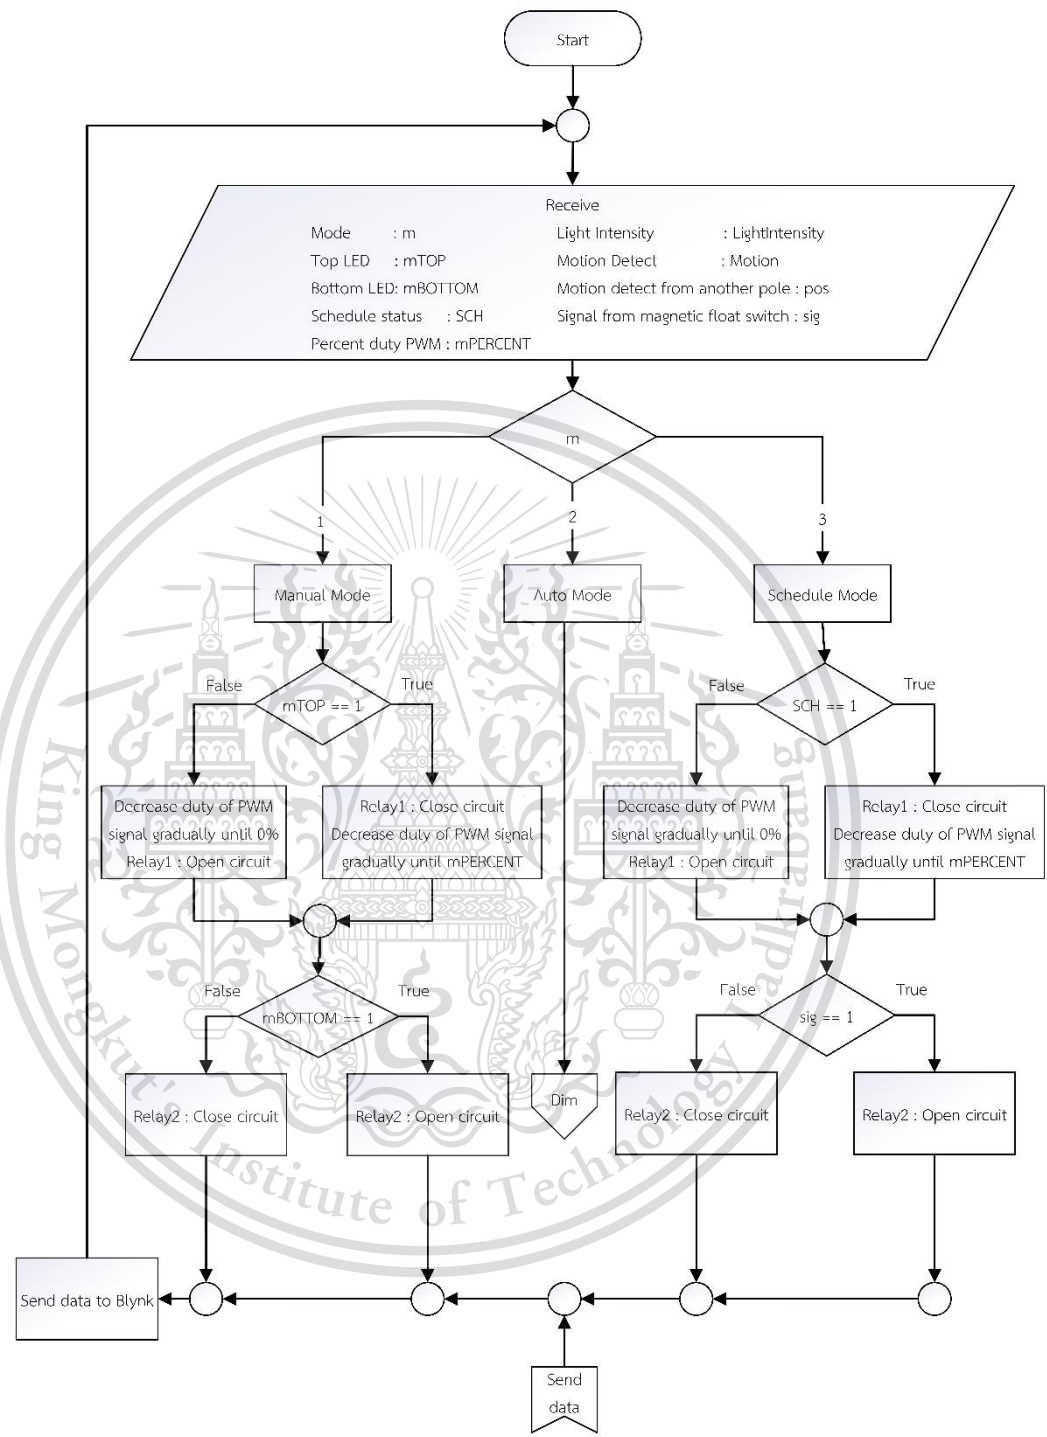 Start
Receive
Mode : m
Light Intensity : LightIntensity
Top LED : mTOP
Motion Detect : Motion
Bottom LED: mBOTTOM
Motion detect from another pole : pos
Schedule status : SCH
Signal from magnetic float switch : sig
Percent duty PWM : mPERCENT
m
1
2
3
Manual Mode
Auto Mode
Schedule Mode
False
True
False
True
mTOP == 1
SCH == 1
Decrease duty of PWM
signal gradually until 0%
Relay1 : Open circuit
Relay1 : Close circuit
Decrease duty of PWM signal
gradually until mPERCENT
Decrease duty of PWM
signal gradually until 0%
Relay1 : Open circuit
Relay1 : Close circuit
Decrease duty of PWM signal
gradually until mPERCENT
False
True
False
True
mBOTTOM == 1
sig == 1
Relay2 : Close circuit
Relay2 : Open circuit
Dim
Relay2 : Close circuit
Relay2 : Open circuit
Send data to Blynk
Send
data
King Mongkut's Institute of Technology Ladkrabang